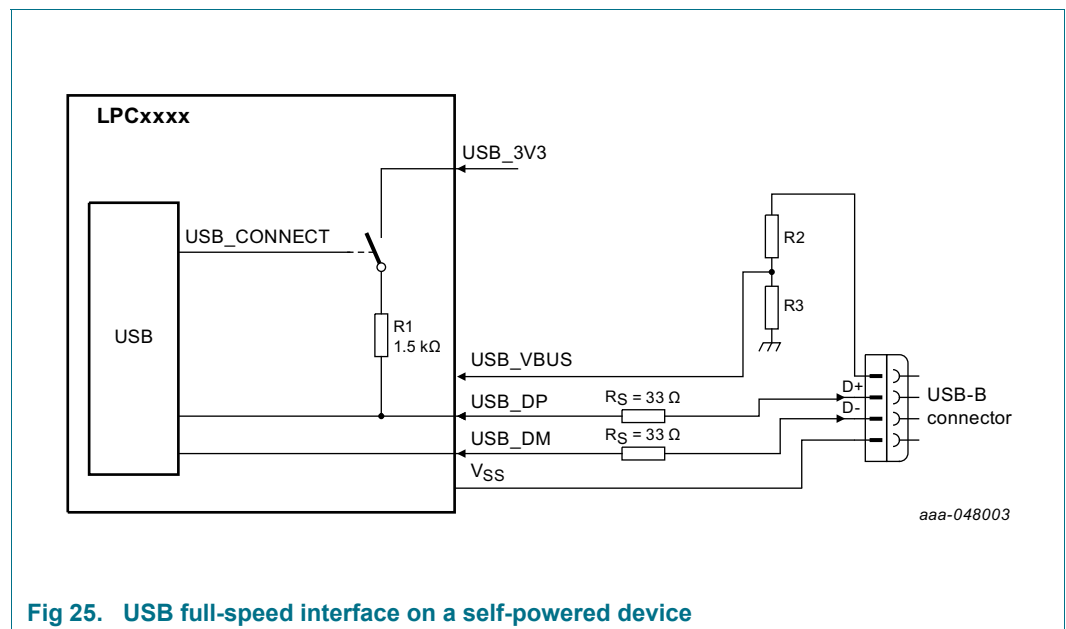 LPCxxxx
USB_3V3
USB_CONNECT
R2
R3
USB
R1
1.5 kΩ
USB_VBUS
USB_DP
RS = 33 Ω
D+
USB-B
connector
USB_DM
RS = 33 Ω
D-
VSS
aaa-048003
Fig 25. USB full-speed interface on a self-powered device